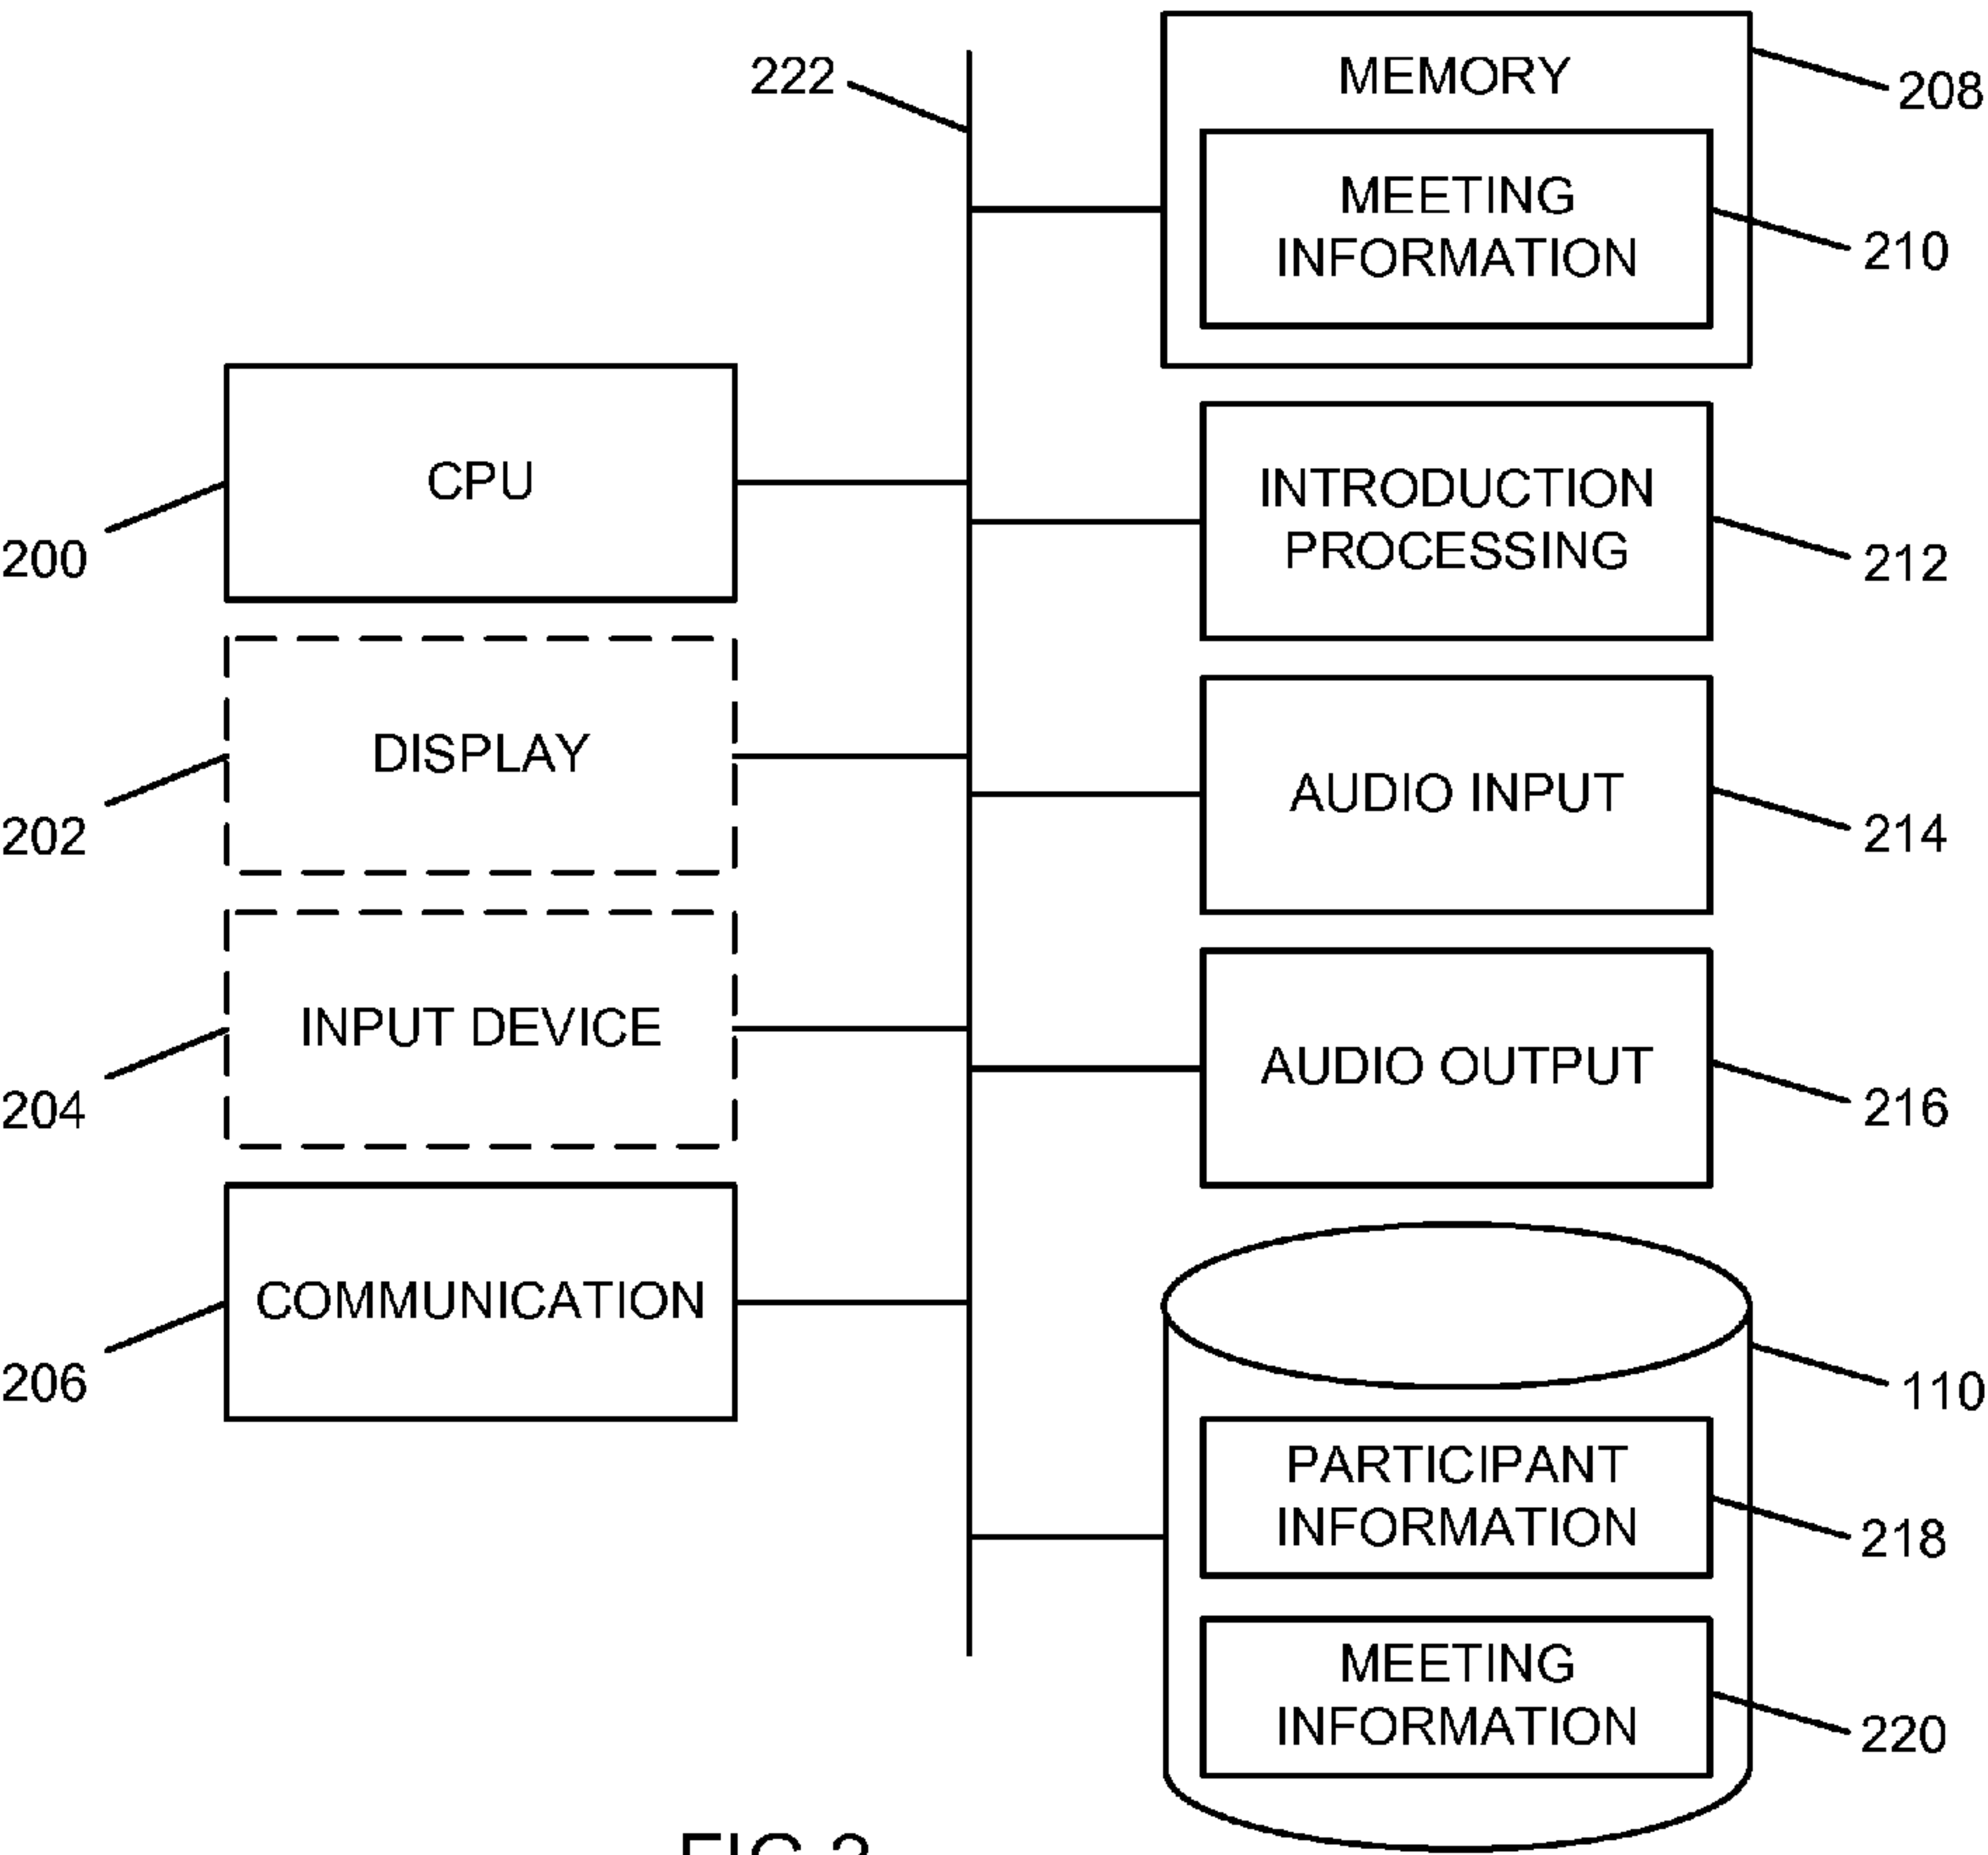 222
MEMORY
208
MEETING
INFORMATION
210
CPU
200
INTRODUCTION
PROCESSING
212
DISPLAY
202
AUDIO INPUT
214
INPUT DEVICE
204
AUDIO OUTPUT
216
COMMUNICATION
206
110
PARTICIPANT
INFORMATION
218
MEETING
INFORMATION
220